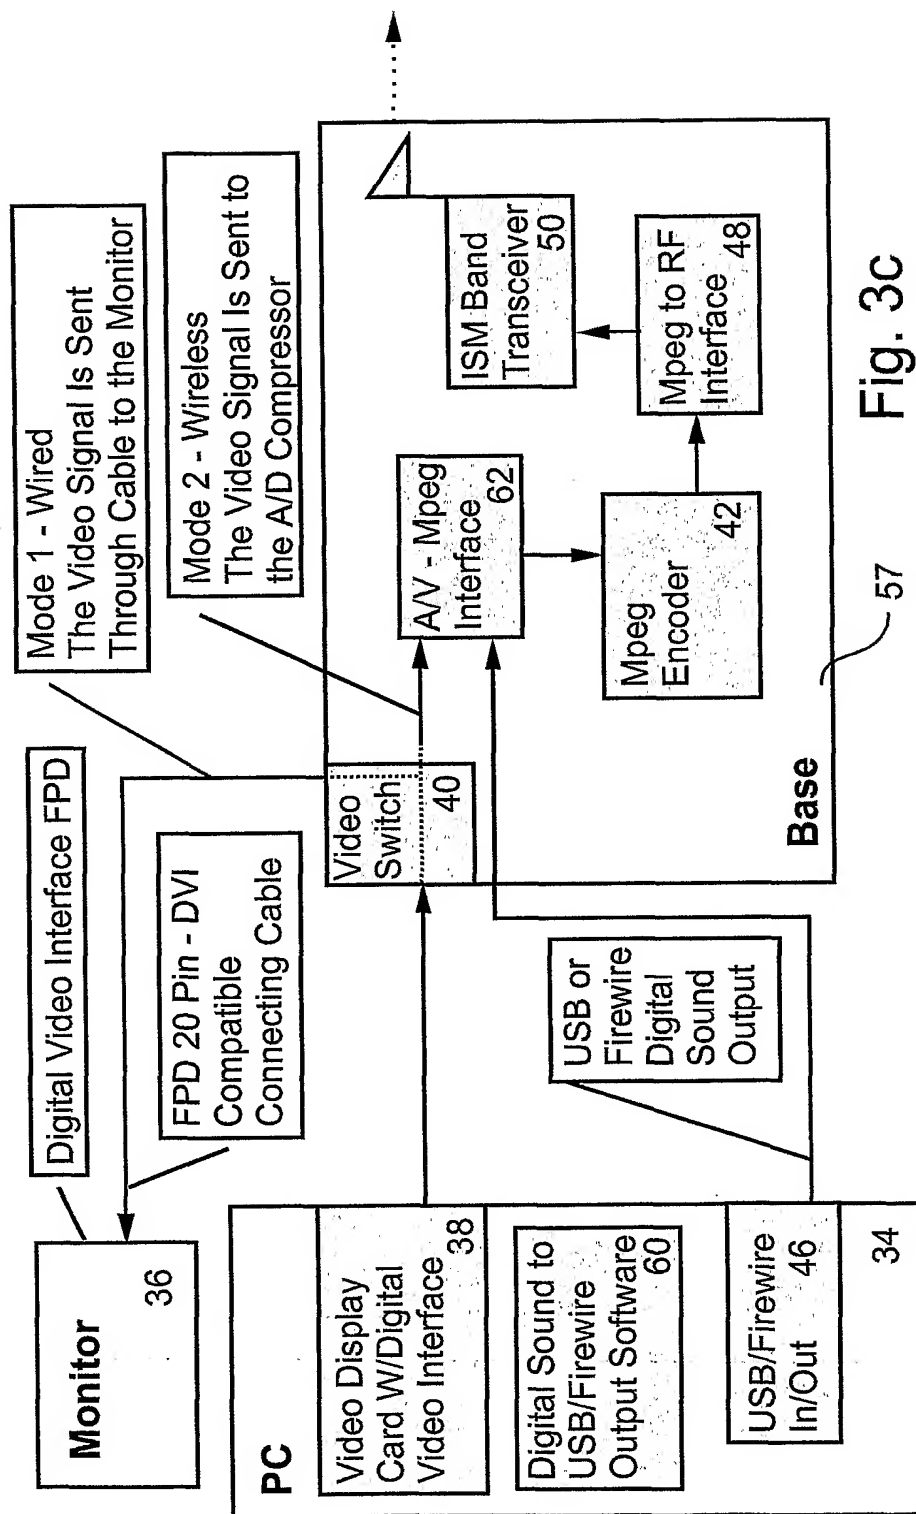 Monitor
36
Digital Video Interface FPD
FPD 20 Pin - DVI
Compatible
Connecting Cable
Mode 1 - Wired
The Video Signal Is Sent
Through Cable to the Monitor
Mode 2 - Wireless
The Video Signal Is Sent to
the A/D Compressor
PC
Video Display
Card W/Digital
Video Interface
38
Digital Sound to
USB/Firewire
Output Software
60
USB/Firewire
In/Out
46
34
USB or
Firewire
Digital
Sound
Output
Video
Switch
40
A/V - Mpeg
Interface
62
Mpeg
Encoder
42
ISM Band
Transceiver
50
Mpeg to RF
Interface
48
Base
57
Fig. 3c